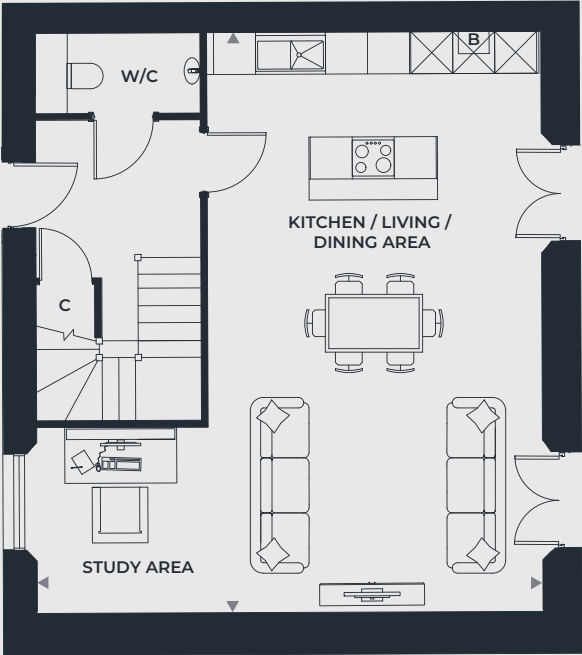 B
W/C
KITCHEN / LIVING /
DINING AREA
C
STUDY AREA